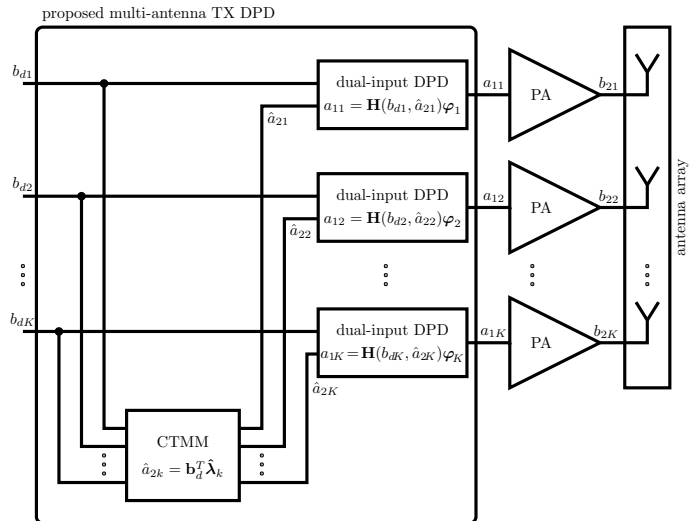 proposed multi-antenna TX DPD
b_{d1}
dual-input DPD
a_{11} = H(b_{d1}, â_{21})φ_1
â_{21}
a_{11}
PA
b_{21}
b_{d2}
dual-input DPD
a_{12} = H(b_{d2}, â_{22})φ_2
â_{22}
a_{12}
PA
b_{22}
antenna array
b_{dK}
dual-input DPD
a_{1K} = H(b_{dK}, â_{2K})φ_K
â_{2K}
a_{1K}
PA
b_{2K}
CTMM
â_{2k} = b_d^T λ̂_k